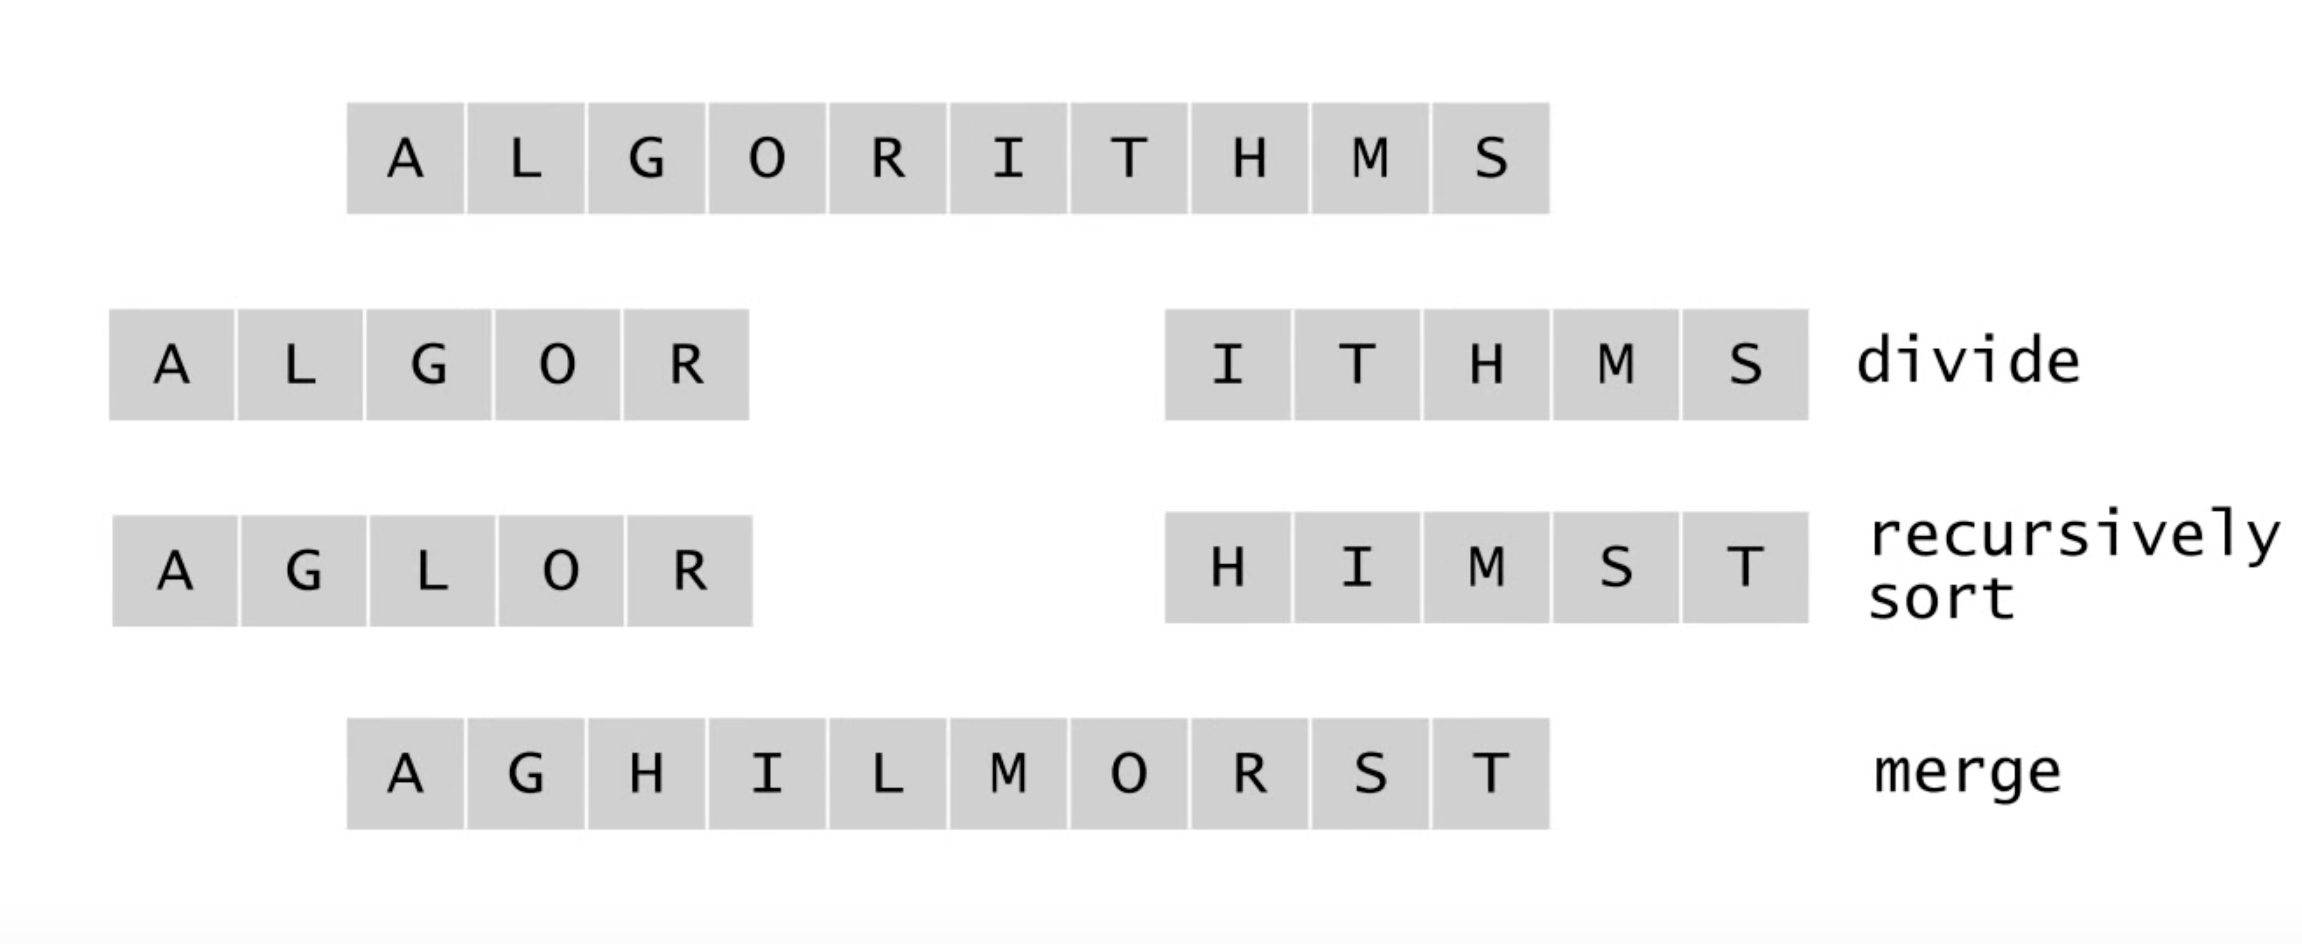 A L G O R I T H M S
A L G O R I T H M S divide
A G L O R H I M S T recursively
sort
A G H I L M O R S T merge